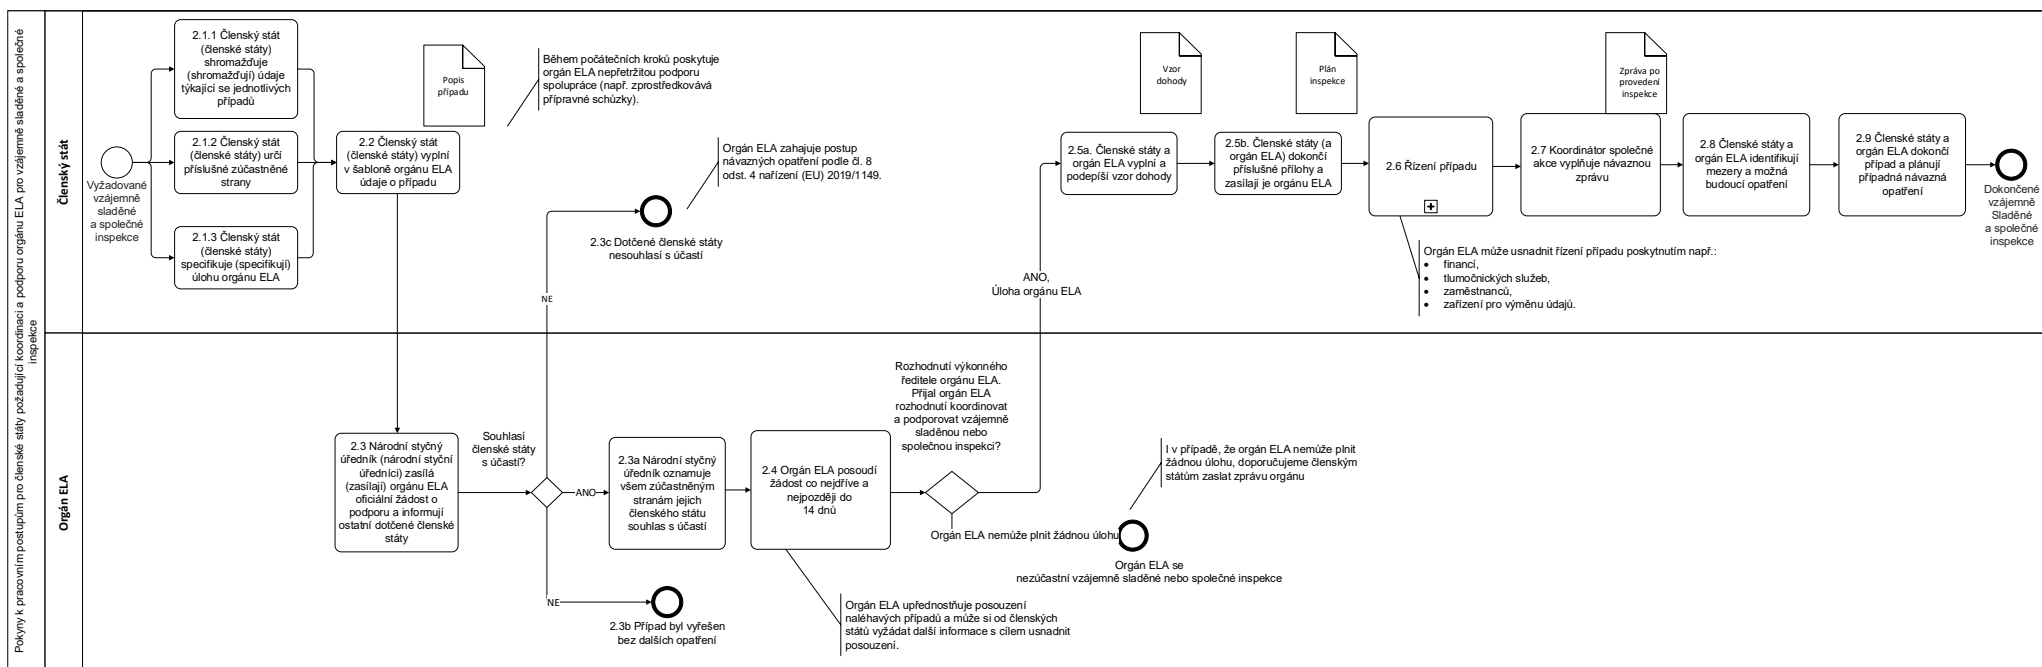 Pokyny k pracovním postupům pro členské státy požadující koordinaci a podporu orgánu ELA pro vzájemně sladěné a společné
inspekce
Členský stát
Vyžadované
vzájemně
sladěné
a společné
inspekce
2.1.1 Členský stát
(členské státy)
shromažďuje
(shromažďují) údaje
týkající se jednotlivých
případů
2.1.2 Členský stát
(členské státy) určí
příslušné zúčastněné
strany
2.1.3 Členský stát
(členské státy)
specifikuje (specifikují)
úlohu orgánu ELA
2.2 Členský stát
(členské státy) vyplní
v šabloně orgánu ELA
údaje o případu
Popis
případu
Během počátečních kroků poskytuje
orgán ELA nepřetržitou podporu
spolupráce (např. zprostředkovává
přípravné schůzky).
Orgán ELA zahajuje postup
návazných opatření podle čl. 8
odst. 4 nařízení (EU) 2019/1149.
2.3c Dotčené členské státy
nesouhlasí s účastí
NE
ANO,
Úloha orgánu ELA
Vzor
dohody
2.5a. Členské státy a
orgán ELA vyplní a
podepíší vzor dohody
Plán
inspekce
2.5b. Členské státy (a
orgán ELA) dokončí
příslušné přílohy a
zasílají je orgánu ELA
2.6 Řízení případu
Orgán ELA může usnadnit řízení případu poskytnutím např.:
• financí,
• tlumočnických služeb,
• zaměstnanců,
• zařízení pro výměnu údajů.
Zpráva po
provedení
inspekce
2.7 Koordinátor společné
akce vyplňuje návaznou
zprávu
2.8 Členské státy a
orgán ELA identifikují
mezery a možná
budoucí opatření
2.9 Členské státy a
orgán ELA dokončí
případ a plánují
případná návazná
opatření
Dokončené
vzájemně
Sladěné
a společné
inspekce
Orgán ELA
2.3 Národní styčný
úředník (národní styční
úředníci) zasílá
(zasílají) orgánu ELA
oficiální žádost o
podporu a informují
ostatní dotčené členské
státy
Souhlasí
členské státy
s účastí?
ANO
NE
2.3b Případ byl vyřešen
bez dalších opatření
2.3a Národní styčný
úředník oznamuje
všem zúčastněným
stranám jejich
členského státu
souhlas s účastí
2.4 Orgán ELA posoudí
žádost co nejdříve a
nejpozději do
14 dnů
Orgán ELA upřednostňuje posouzení
naléhavých případů a může si od členských
států vyžádat další informace s cílem usnadnit
posouzení.
Rozhodnutí výkonného
ředitele orgánu ELA.
Přijal orgán ELA
rozhodnutí koordinovat
a podporovat vzájemně
sladěnou nebo
společnou inspekci?
Orgán ELA nemůže plnit žádnou úlohu
I v případě, že orgán ELA nemůže plnit
žádnou úlohu, doporučujeme členským
státům zaslat zprávu orgánu
Orgán ELA se
nezúčastní vzájemně sladěné nebo společné inspekce